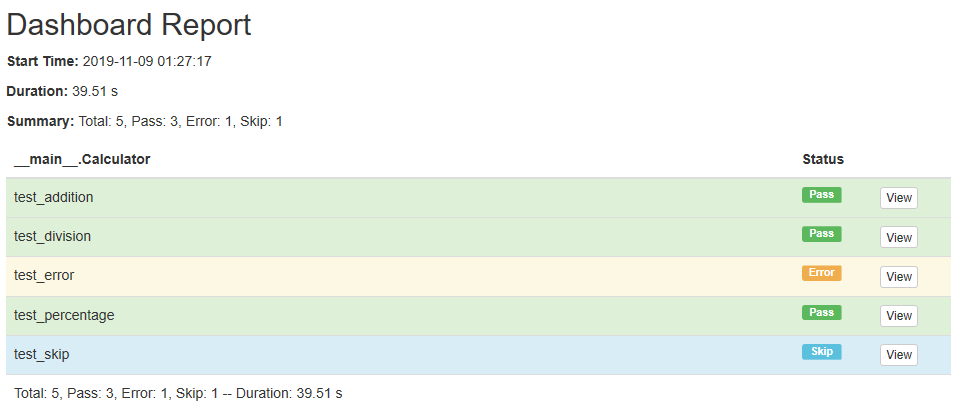 Dashboard Report
Start Time: 2019-11-09 01:27:17
Duration: 39.51 s
Summary: Total: 5, Pass: 3, Error: 1, Skip: 1
__main__.Calculator Status
test_addition Pass View
test_division Pass View
test_error Error View
test_percentage Pass View
test_skip Skip View
Total: 5, Pass: 3, Error: 1, Skip: 1 -- Duration: 39.51 s